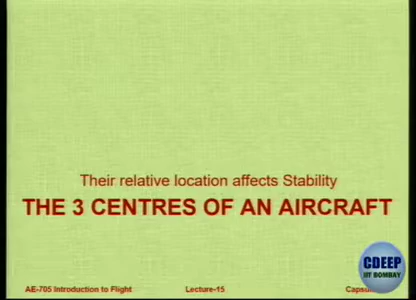 Their relative location affects Stability
THE 3 CENTRES OF AN AIRCRAFT
AE-705 Introduction to Flight
Lecture-15
CDEEP
IIT BOMBAY